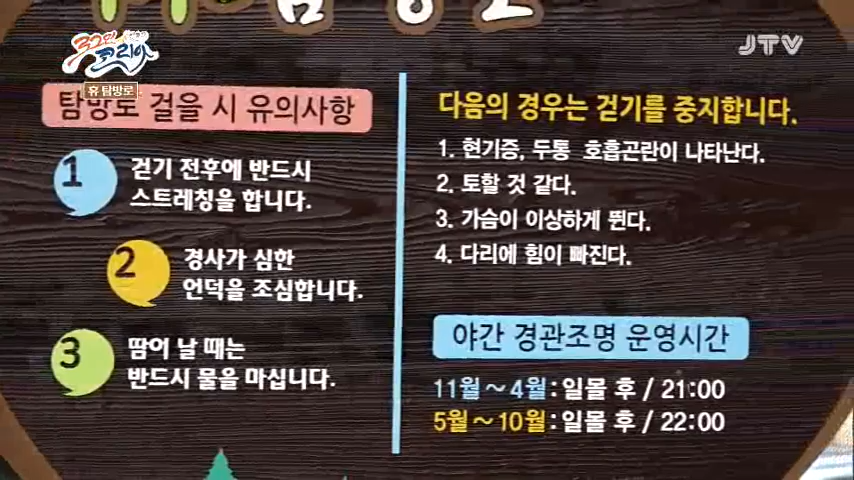 JTV
휴 탐방로
탐방로 걸을 시 유의사항
1
걷기 전후에 반드시
스트레칭을 합니다.
2
경사가 심한
언덕을 조심합니다.
3
땀이 날 때는
반드시 물을 마십니다.
다음의 경우는 걷기를 중지합니다.
1. 현기증, 두통 호흡곤란이 나타난다.
2. 토할 것 같다.
3. 가슴이 이상하게 뛴다.
4. 다리에 힘이 빠진다.
야간 경관조명 운영시간
11월~4월:일몰 후 / 21:00
5월~10월:일몰 후 / 22:00